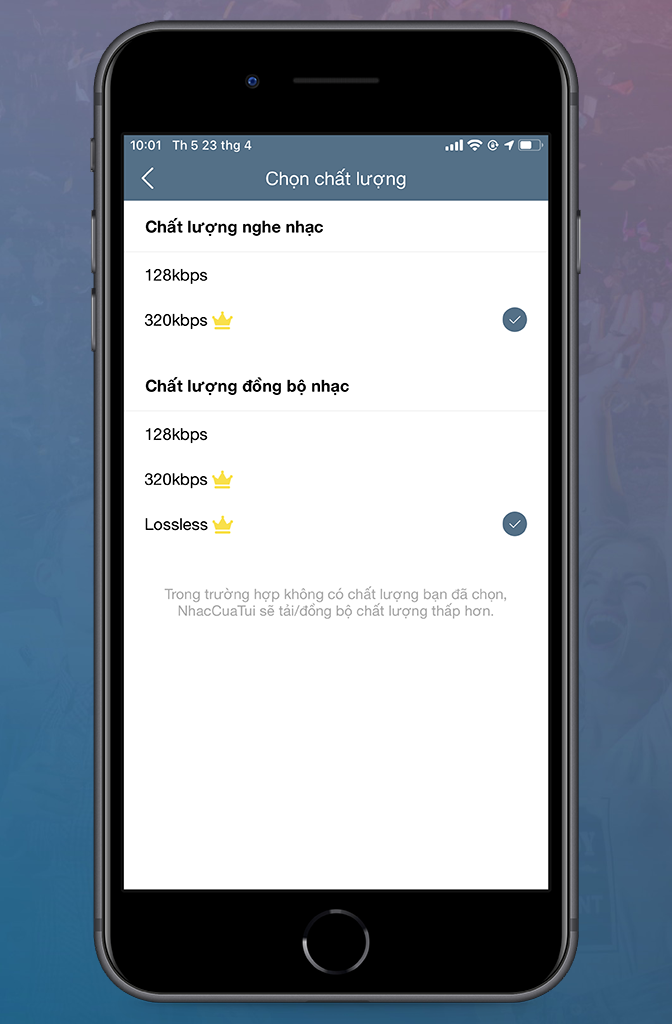 10:01 Th 5 23 thg 4
Chọn chất lượng
Chất lượng nghe nhạc
128kbps
320kbps
Chất lượng đồng bộ nhạc
128kbps
320kbps
Lossless
Trong trường hợp không có chất lượng bạn đã chọn,
NhacCuaTui sẽ tải/đồng bộ chất lượng thấp hơn.